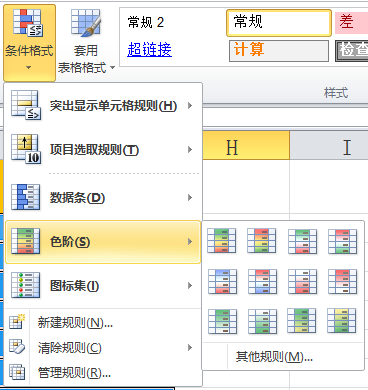 条件格式
套用
表格格式
常规 2
常规
差
超链接
计算
检查
样式
H
I
突出显示单元格规则(H)
项目选取规则(T)
10
数据条(D)
色阶(S)
图标集(I)
新建规则(N)...
清除规则(C)
管理规则(R)...
其他规则(M)...